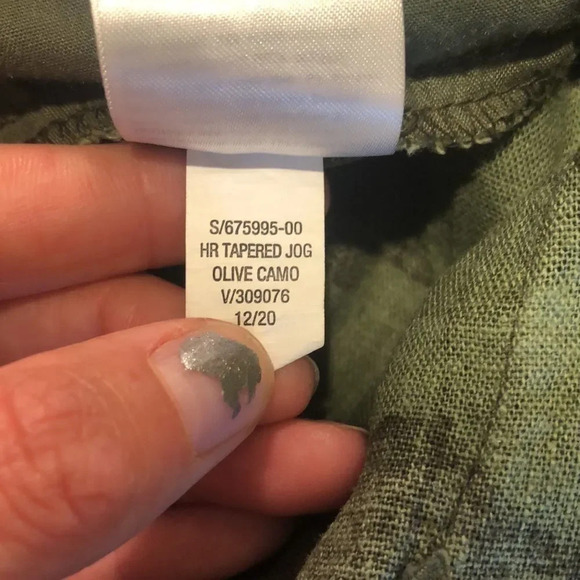 S/675995-00
HR TAPERED JOG
OLIVE CAMO
V/309076
12/20